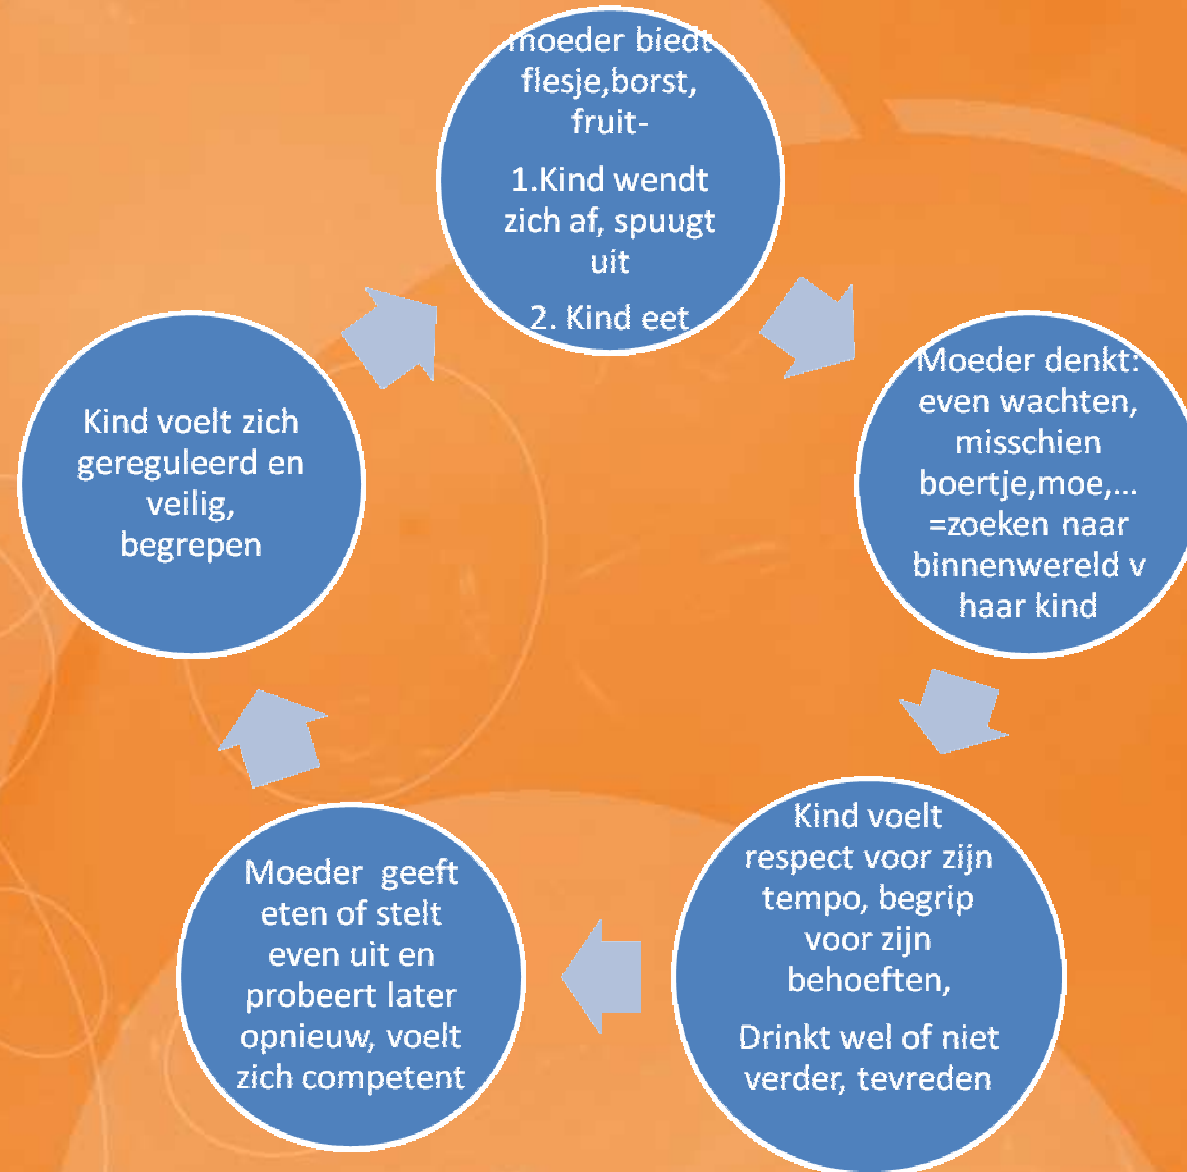 moeder biedt
flesje,borst,
fruit-
1.Kind wendt
zich af, spuugt
uit
2. Kind eet
Moeder denkt:
even wachten,
misschien
boertje,moe,...
=zoeken naar
binnenwereld v
haar kind
Kind voelt
respect voor zijn
tempo, begrip
voor zijn
behoeften,
Drinkt wel of niet
verder, tevreden
Moeder geeft
eten of stelt
even uit en
probeert later
opnieuw, voelt
zich competent
Kind voelt zich
gereguleerd en
veilig,
begrepen